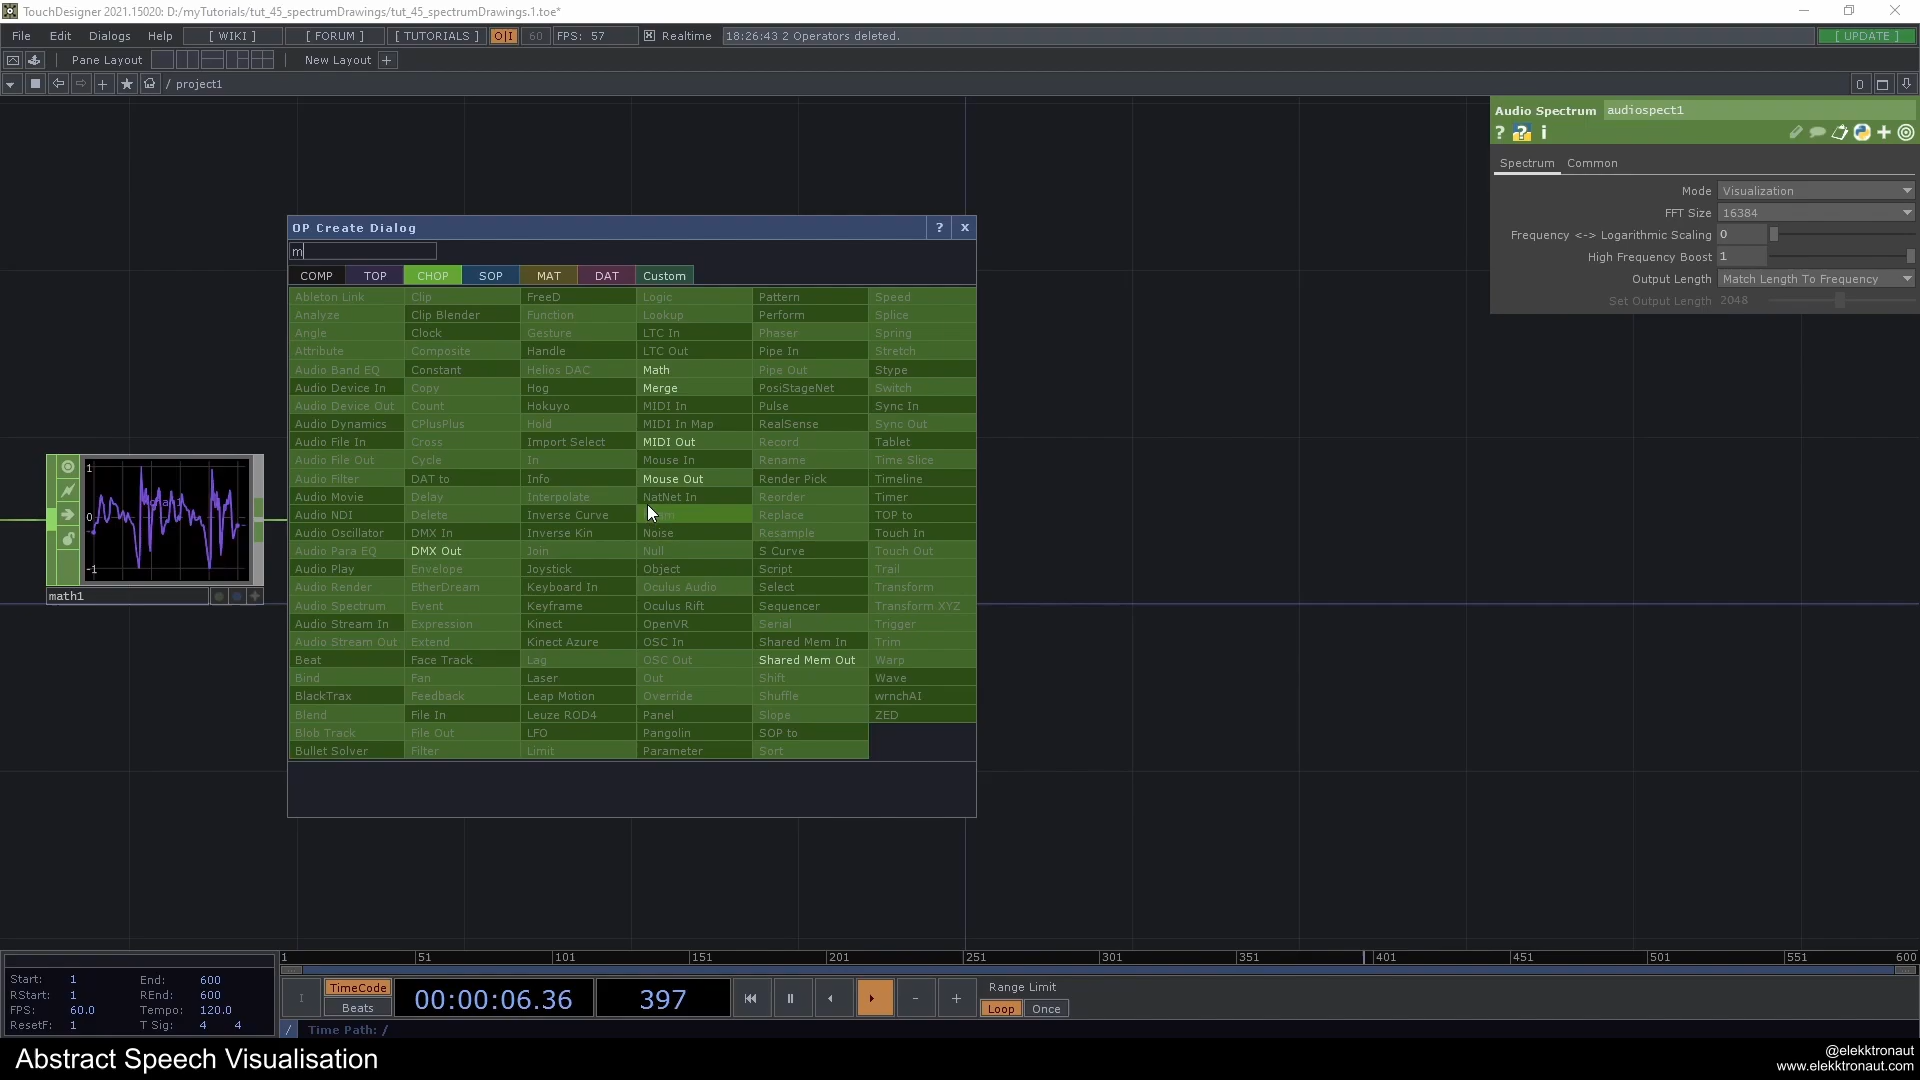 TouchDesigner 2021.15020: D:/myTutorials/tut_45_spectrumDrawings/tut_45_spectrumDrawings.1.toe*
File Edit Dialogs Help [ WIKI ] [ FORUM ] [ TUTORIALS ] O|I 60 FPS: 57 Realtime 18:26:43 2 Operators deleted. [ UPDATE ]
Pane Layout New Layout +
/ project1 0
Audio Spectrum audiospect1
? ? i
Spectrum Common
Mode Visualization
FFT Size 16384
Frequency <-> Logarithmic Scaling 0
High Frequency Boost 1
Output Length Match Length To Frequency
Set Output Length 2048
OP Create Dialog ? x
m
COMP TOP CHOP SOP MAT DAT Custom
Ableton Link Clip FreeD Logic Pattern Speed
Analyze Clip Blender Function Lookup Perform Splice
Angle Clock Gesture LTC In Phaser Spring
Attribute Composite Handle LTC Out Pipe In Stretch
Audio Band EQ Constant Helios DAC Math Pipe Out Stype
Audio Device In Copy Hog Merge PosiStageNet Switch
Audio Device Out Count Hokuyo MIDI In Pulse Sync In
Audio Dynamics CPlusPlus Hold MIDI In Map RealSense Sync Out
Audio File In Cross Import Select MIDI Out Record Tablet
Audio File Out Cycle In Mouse In Rename Time Slice
Audio Filter DAT to Info Mouse Out Render Pick Timeline
Audio Movie Delay Interpolate NatNet In Reorder Timer
Audio NDI Delete Inverse Curve Replace TOP to
Audio Oscillator DMX In Inverse Kin Noise Resample Touch In
Audio Para EQ DMX Out Join Null S Curve Touch Out
Audio Play Envelope Joystick Object Script Trail
Audio Render EtherDream Keyboard In Oculus Audio Select Transform
Audio Spectrum Event Keyframe Oculus Rift Sequencer Transform XYZ
Audio Stream In Expression Kinect OpenVR Serial Trigger
Audio Stream Out Extend Kinect Azure OSC In Shared Mem In Trim
Beat Face Track Lag OSC Out Shared Mem Out Warp
Bind Fan Laser Out Shift Wave
BlackTrax Feedback Leap Motion Override Shuffle wrnchAI
Blend File In Leuze ROD4 Panel Slope ZED
Blob Track File Out LFO Pangolin SOP to
Bullet Solver Filter Limit Parameter Sort
1
0
-1
math1
1 51 101 151 201 251 301 351 401 451 501 551 600
Start: 1 End: 600
RStart: 1 REnd: 600
FPS: 60.0 Tempo: 120.0
ResetF: 1 T Sig: 4 4
I TimeCode Beats 00:00:06.36 397 - + Range Limit
Loop Once
/ Time Path: /
Abstract Speech Visualisation
@elekktronaut
www.elekktronaut.com